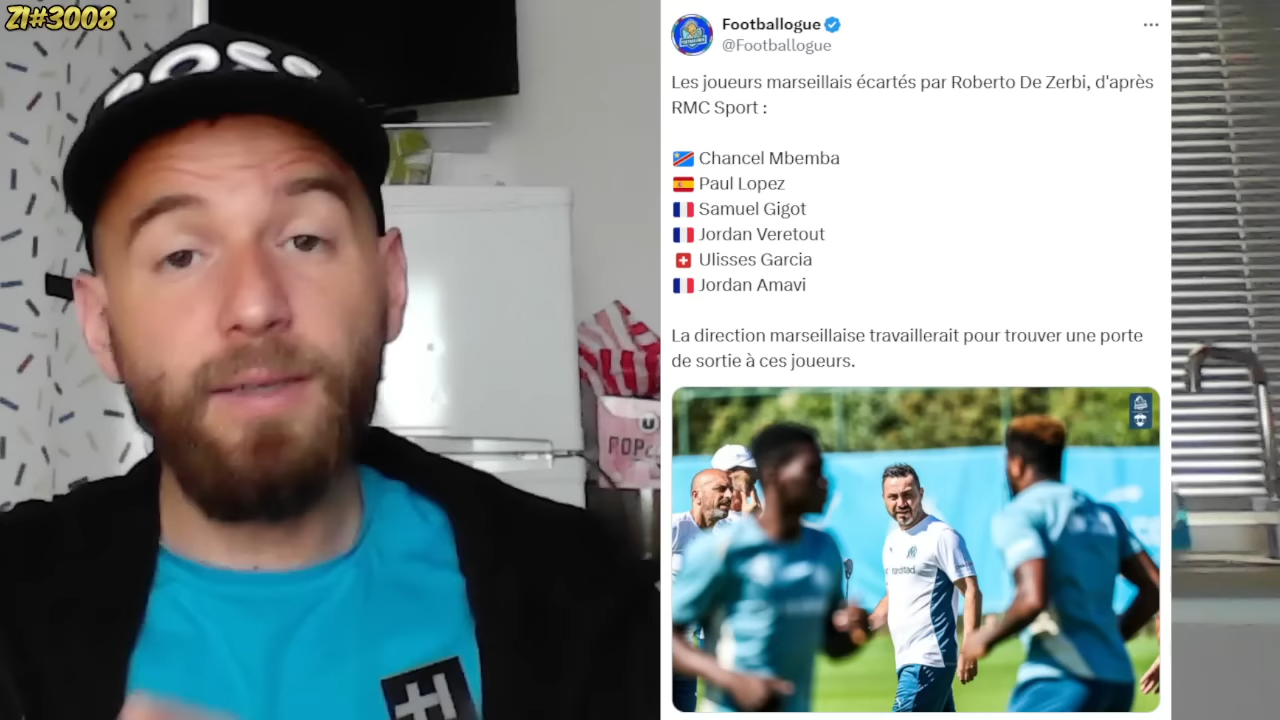 ZI#3008
BOSS
Footballogue
@Footballogue
Les joueurs marseillais écartés par Roberto De Zerbi, d'après
RMC Sport :
Chancel Mbemba
Paul Lopez
Samuel Gigot
Jordan Veretout
Ulisses Garcia
Jordan Amavi
La direction marseillaise travaillerait pour trouver une porte
de sortie à ces joueurs.
U
POP
H